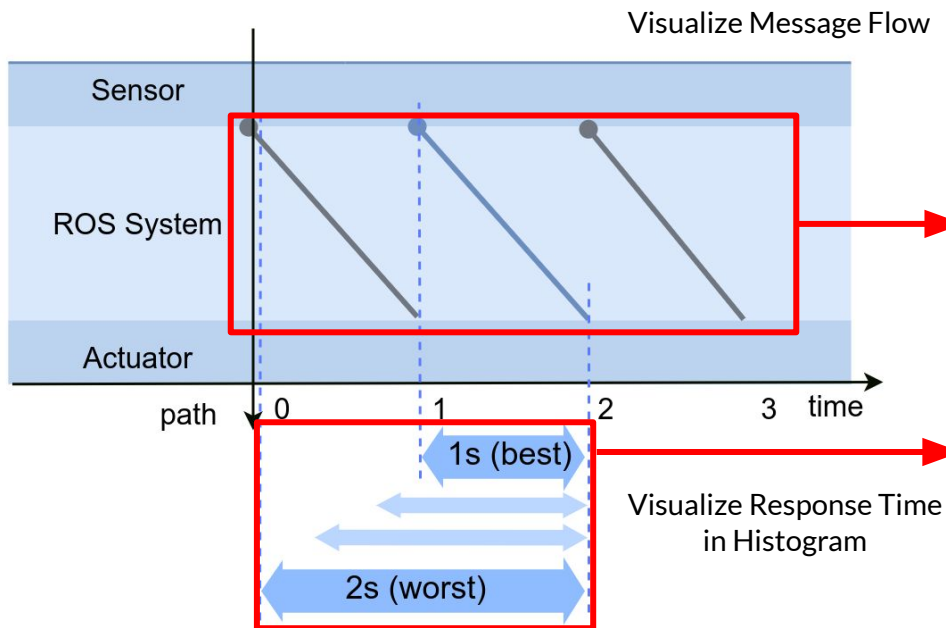 Visualize Message Flow
Sensor
ROS System
Actuator
path
0
1
2
3
time
1s (best)
2s (worst)
Visualize Response Time
in Histogram